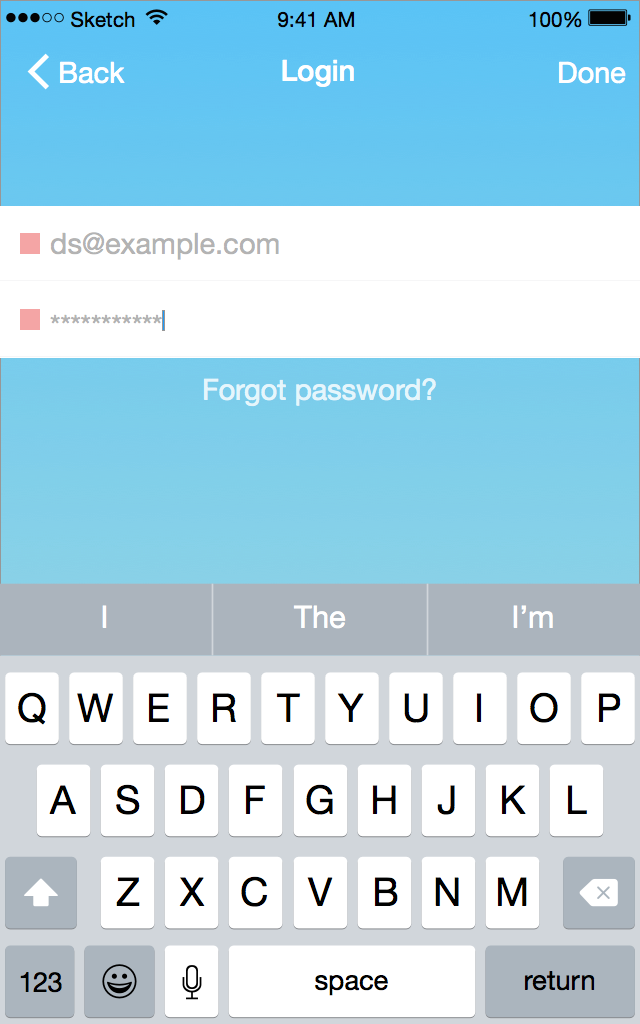 Sketch 9:41 AM 100%
Back Login Done
ds@example.com
***********
Forgot password?
I The I’m
Q W E R T Y U I O P
A S D F G H J K L
Z X C V B N M
123 space return